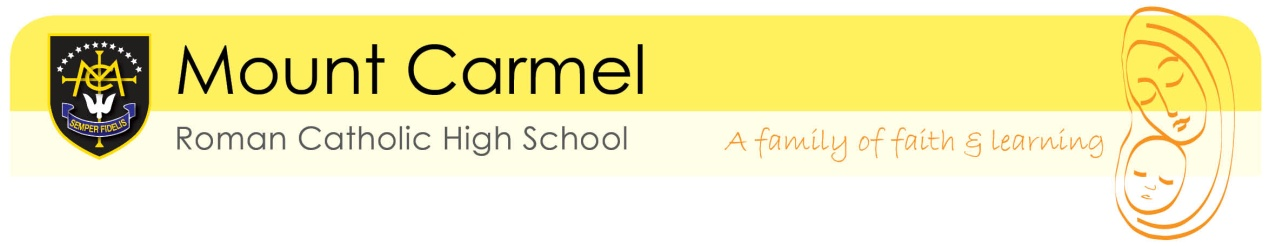 Mount Carmel
Roman Catholic High School
A family of faith & learning
SEMPER FIDELIS